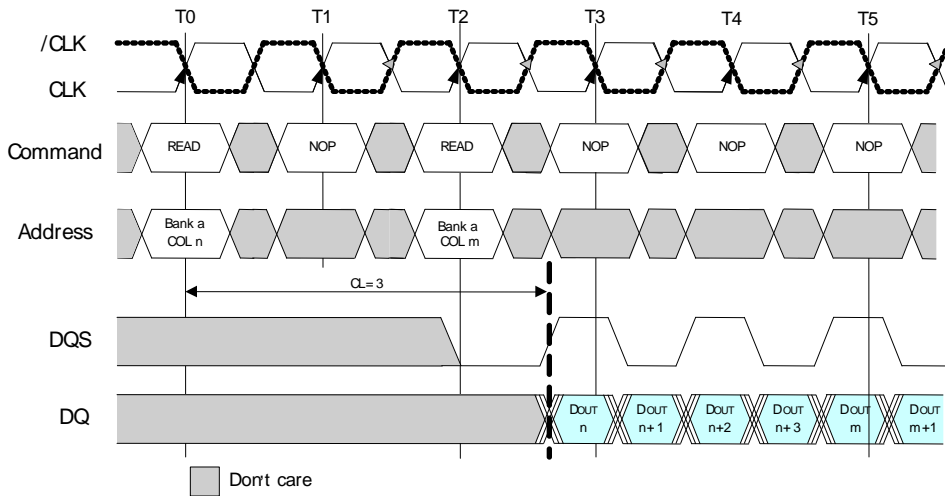 T0 T1 T2 T3 T4 T5
/CLK
CLK
Command READ NOP READ NOP NOP NOP
Address Bank a COL n Bank a COL m
CL= 3
DQS
DQ DOUT n DOUT n+1 DOUT n+2 DOUT n+3 DOUT m DOUT m+1
Don't care